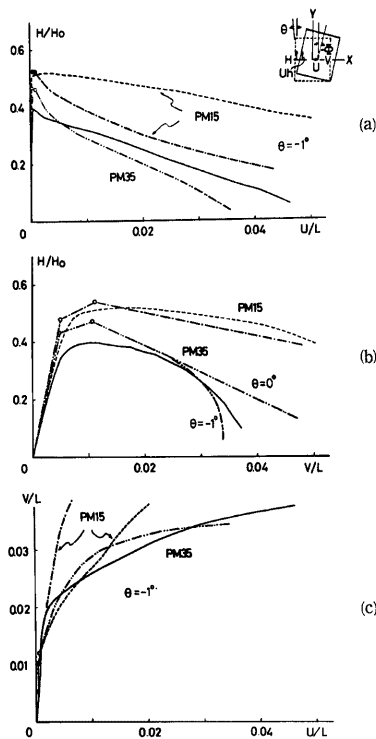 H/Ho
0.6
0.4
0.2
0.02
0.04
U/L
PM15
PM35
θ=-1°
Y
θ
Φ
H
V
X
U
Uh
(a)
H/Ho
0.6
0.4
0.2
0
0.02
0.04
V/L
PM15
PM35
θ=0°
θ=-1°
(b)
V/L
0.03
0.02
0.01
0
0.02
0.04
U/L
PM15
PM35
θ=-1°
(c)